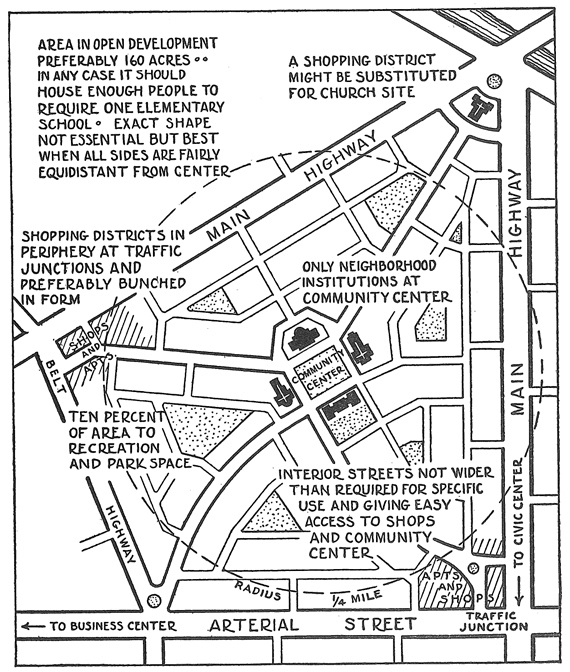 AREA IN OPEN DEVELOPMENT
PREFERABLY 160 ACRES • •
IN ANY CASE IT SHOULD
HOUSE ENOUGH PEOPLE TO
REQUIRE ONE ELEMENTARY
SCHOOL • EXACT SHAPE
NOT ESSENTIAL BUT BEST
WHEN ALL SIDES ARE FAIRLY
EQUIDISTANT FROM CENTER
A SHOPPING DISTRICT
MIGHT BE SUBSTITUTED
FOR CHURCH SITE
MAIN HIGHWAY
HIGHWAY
SHOPPING DISTRICTS IN
PERIPHERY AT TRAFFIC
JUNCTIONS AND
PREFERABLY BUNCHED
IN FORM
ONLY NEIGHBORHOOD
INSTITUTIONS AT
COMMUNITY CENTER
SHOPS
AND
APTS
BELT
COMMUNITY
CENTER
MAIN
TEN PERCENT
OF AREA TO
RECREATION
AND PARK SPACE
INTERIOR STREETS NOT WIDER
THAN REQUIRED FOR SPECIFIC
USE AND GIVING EASY
ACCESS TO SHOPS
AND COMMUNITY
CENTER
HIGHWAY
TO CIVIC CENTER →
APTS
AND
SHOPS
RADIUS 1/4 MILE
← TO BUSINESS CENTER
ARTERIAL STREET
TRAFFIC
JUNCTION